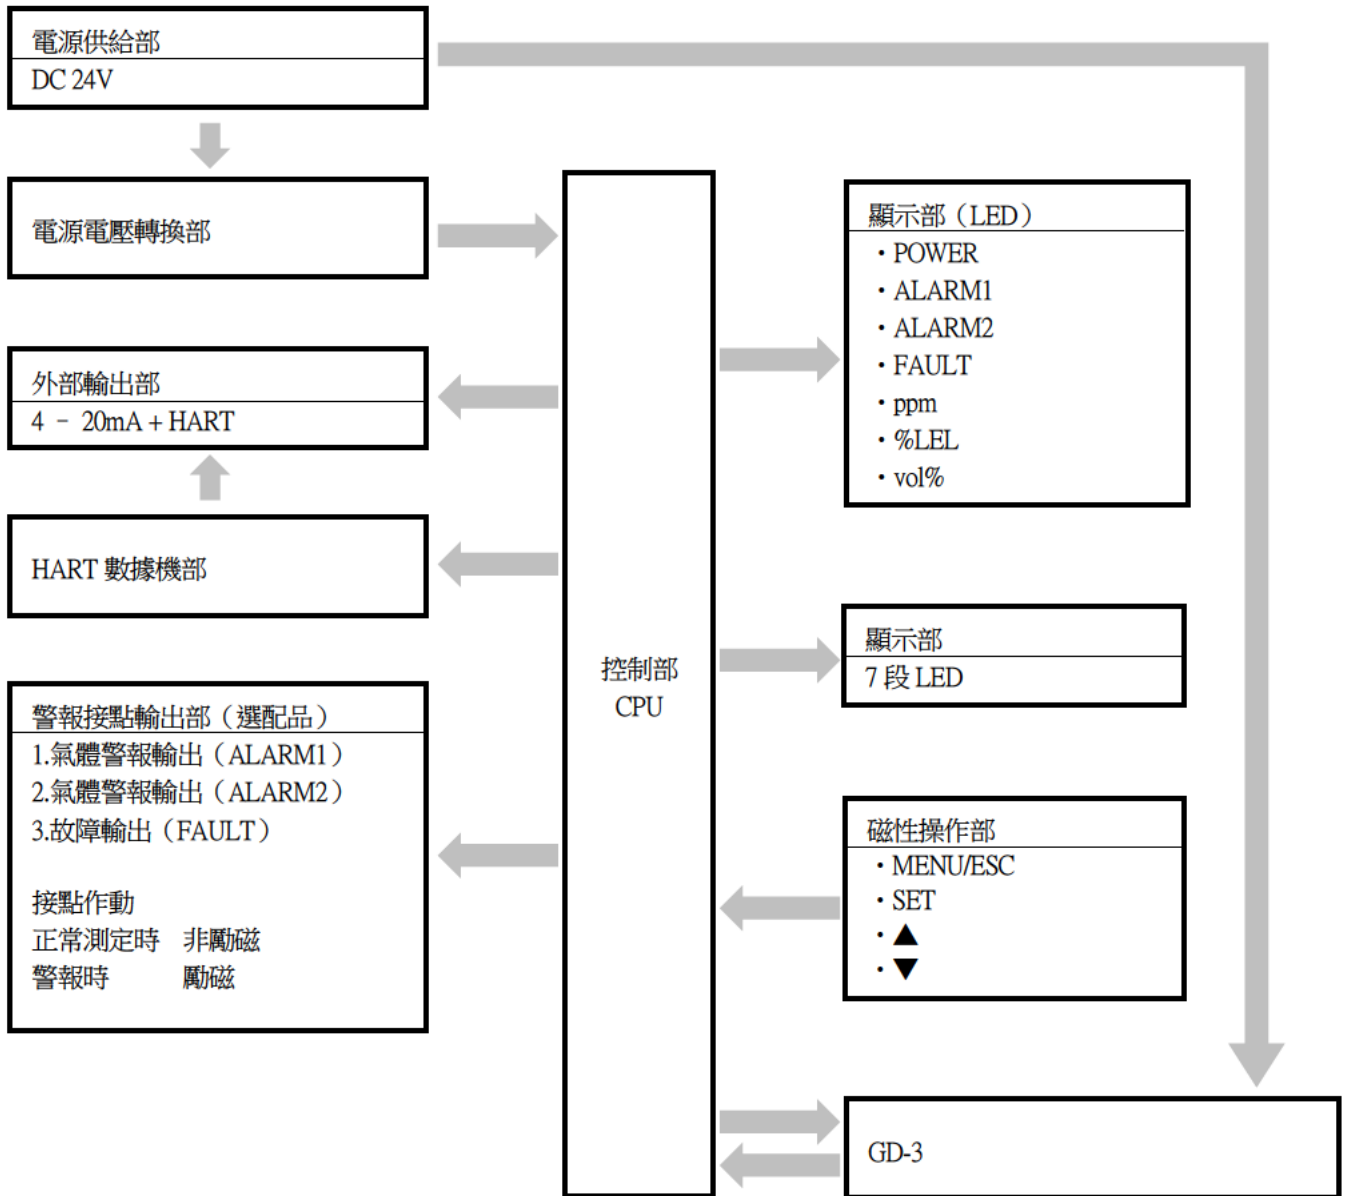 電源供給部
DC 24V
電源電壓轉換部
外部輸出部
4 - 20mA + HART
HART 數據機部
警報接點輸出部（選配品）
1.氣體警報輸出（ALARM1）
2.氣體警報輸出（ALARM2）
3.故障輸出（FAULT）
接點作動
正常測定時 非勵磁
警報時 勵磁
控制部
CPU
顯示部（LED）
・POWER
・ALARM1
・ALARM2
・FAULT
・ppm
・%LEL
・vol%
顯示部
7 段 LED
磁性操作部
・MENU/ESC
・SET
・▲
・▼
GD-3